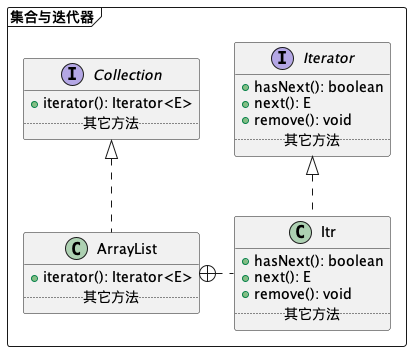 集合与迭代器
I Collection
iterator(): Iterator<E>
其它方法
I Iterator
hasNext(): boolean
next(): E
remove(): void
其它方法
C ArrayList
iterator(): Iterator<E>
其它方法
C Itr
hasNext(): boolean
next(): E
remove(): void
其它方法